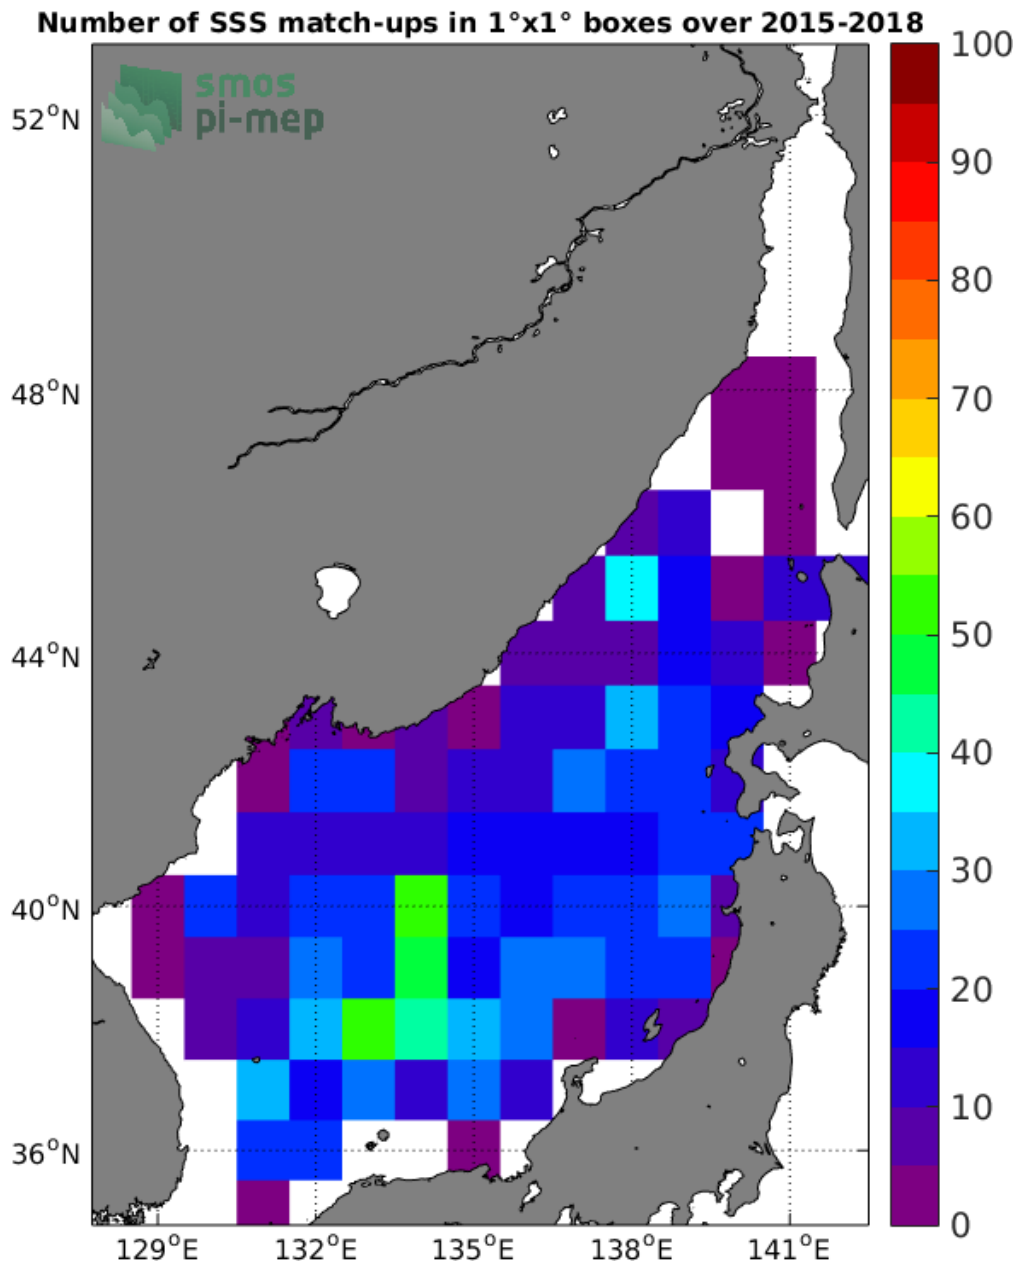 Number of SSS match-ups in 1°x1° boxes over 2015-2018
smos
pi-mep
52°N
48°N
44°N
40°N
36°N
129°E 132°E 135°E 138°E 141°E
100
90
80
70
60
50
40
30
20
10
0